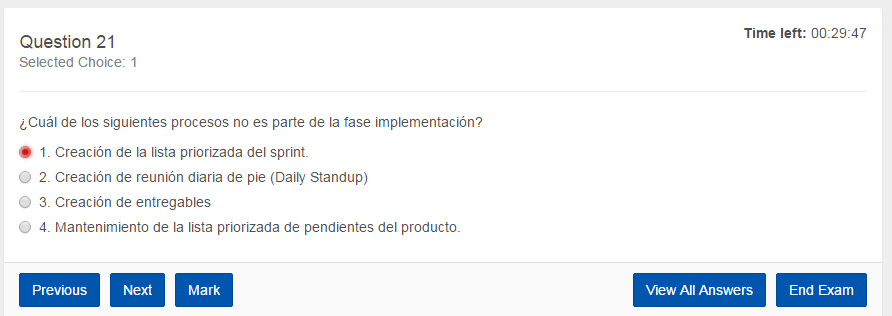 Question 21
Time left: 00:29:47
Selected Choice: 1
¿Cuál de los siguientes procesos no es parte de la fase implementación?
1. Creación de la lista priorizada del sprint.
2. Creación de reunión diaria de pie (Daily Standup)
3. Creación de entregables
4. Mantenimiento de la lista priorizada de pendientes del producto.
Previous Next Mark View All Answers End Exam